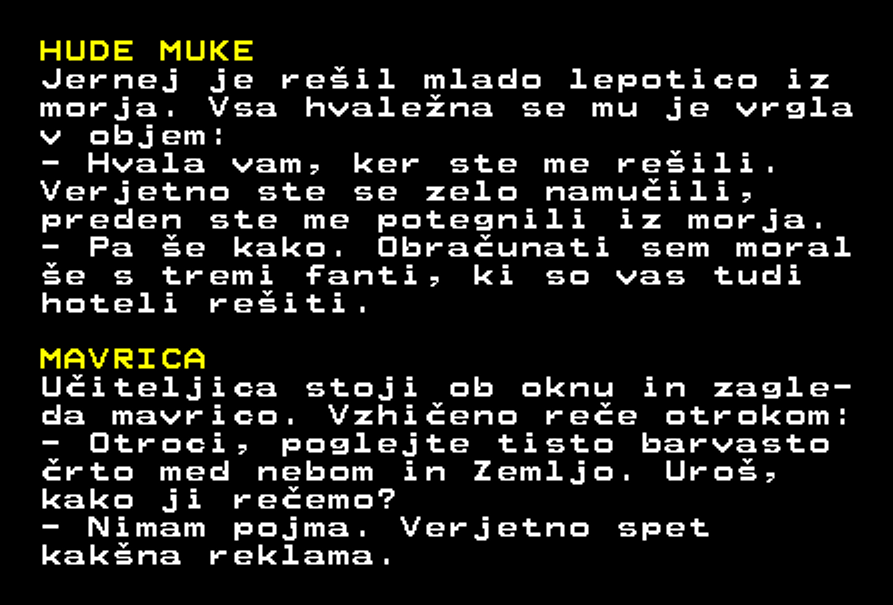 HUDE MUKE
Jernej je rešil mlado lepotico iz
morja. Vsa hvaležna se mu je vrgla
v objem:
- Hvala vam, ker ste me rešili.
Verjetno ste se zelo namučili,
preden ste me potegnili iz morja.
- Pa še kako. Obračunati sem moral
še s tremi fanti, ki so vas tudi
hoteli rešiti.
MAVRICA
Učiteljica stoji ob oknu in zagle-
da mavrico. Vzhičeno reče otrokom:
- Otroci, poglejte tisto barvasto
črto med nebom in Zemljo. Uroš,
kako ji rečemo?
- Nimam pojma. Verjetno spet
kakšna reklama.